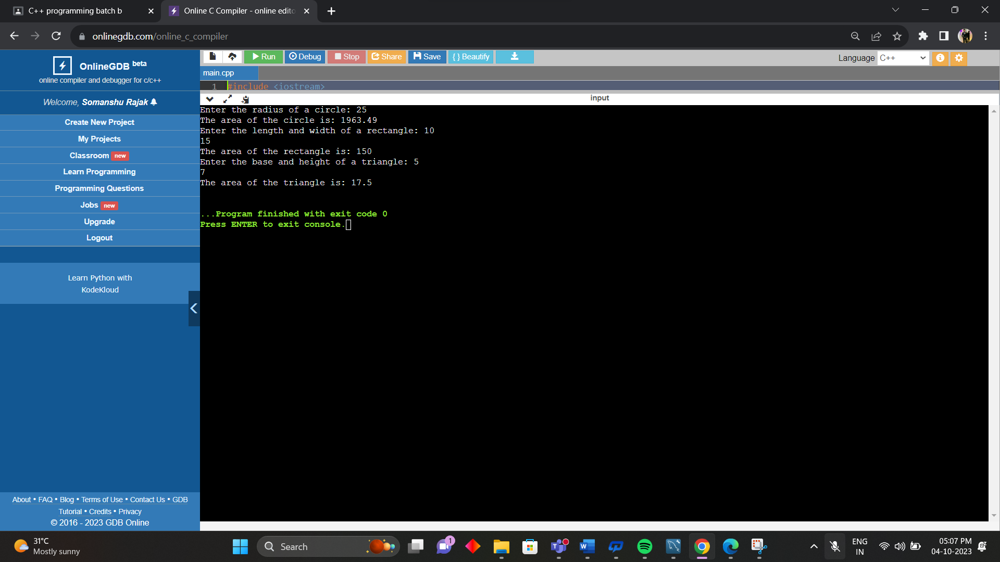 C++ programming batch b
Online C Compiler - online edito
onlinegdb.com/online_c_compiler
OnlineGDB beta
online compiler and debugger for c/c++
Welcome, Somanshu Rajak
Create New Project
My Projects
Classroom new
Learn Programming
Programming Questions
Jobs new
Upgrade
Logout
Learn Python with
KodeKloud
About • FAQ • Blog • Terms of Use • Contact Us • GDB
Tutorial • Credits • Privacy
© 2016 - 2023 GDB Online
Run Debug Stop Share Save { } Beautify
Language C++
main.cpp
1 #include <iostream>
input
Enter the radius of a circle: 25
The area of the circle is: 1963.49
Enter the length and width of a rectangle: 10
15
The area of the rectangle is: 150
Enter the base and height of a triangle: 5
7
The area of the triangle is: 17.5
...Program finished with exit code 0
Press ENTER to exit console.
31°C
Mostly sunny
Search
1
ENG
IN
05:07 PM
04-10-2023